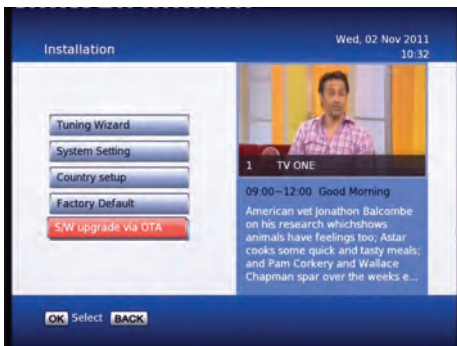 Installation
Wed, 02 Nov 2011
10:32
Tuning Wizard
System Setting
Country setup
Factory Default
S/W upgrade via OTA
1 TV ONE
09:00~12:00 Good Morning
American vet Jonathon Balcombe
on his research whichshows
animals have feelings too; Astar
cooks some quick and tasty meals;
and Pam Corkery and Wallace
Chapman spar over the weeks e...
OK Select BACK